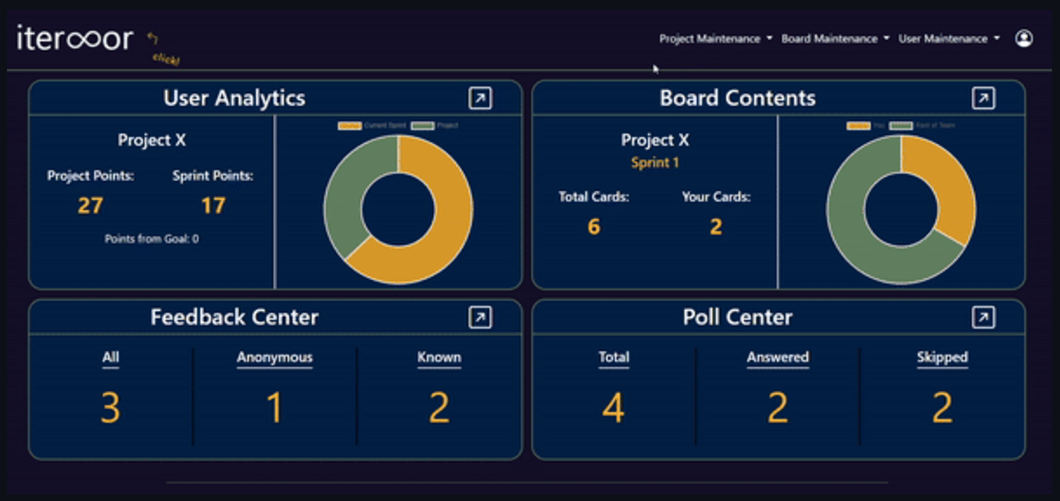 iteroor
click!
Project Maintenance Board Maintenance User Maintenance
User Analytics
Project X
Project Points: Sprint Points:
27 17
Points from Goal: 0
Current Sprint Project
Board Contents
Project X
Sprint 1
Total Cards: Your Cards:
6 2
You Rest of Team
Feedback Center
All Anonymous Known
3 1 2
Poll Center
Total Answered Skipped
4 2 2